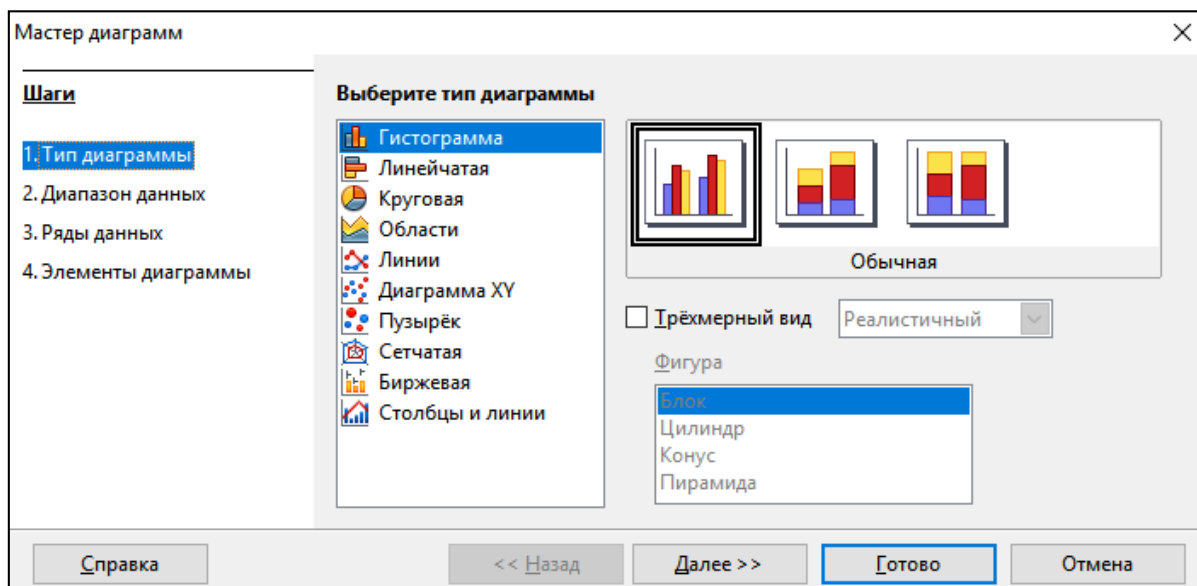 Мастер диаграмм
Шаги
1. Тип диаграммы
2. Диапазон данных
3. Ряды данных
4. Элементы диаграммы
Выберите тип диаграммы
Гистограмма
Линейчатая
Круговая
Области
Линии
Диаграмма XY
Пузырёк
Сетчатая
Биржевая
Столбцы и линии
Обычная
Трёхмерный вид
Реалистичный
Фигура
Блок
Цилиндр
Конус
Пирамида
Справка
<< Назад
Далее >>
Готово
Отмена